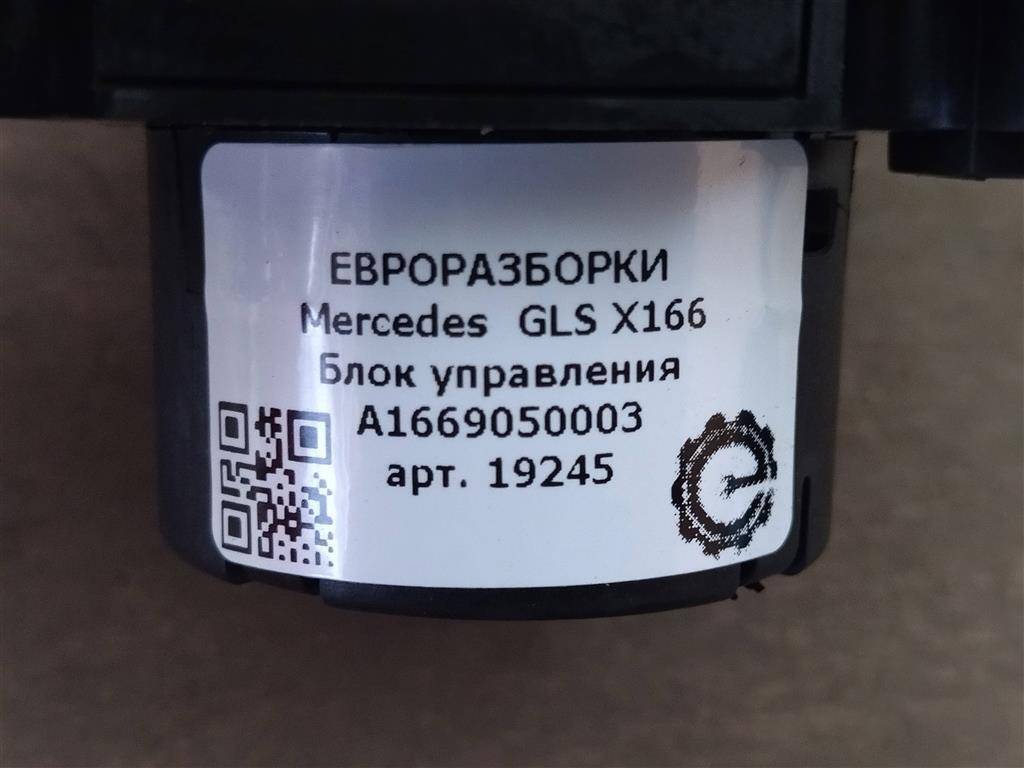 ЕВРОРАЗБОРКИ
Mercedes GLS X166
Блок управления
A1669050003
арт. 19245